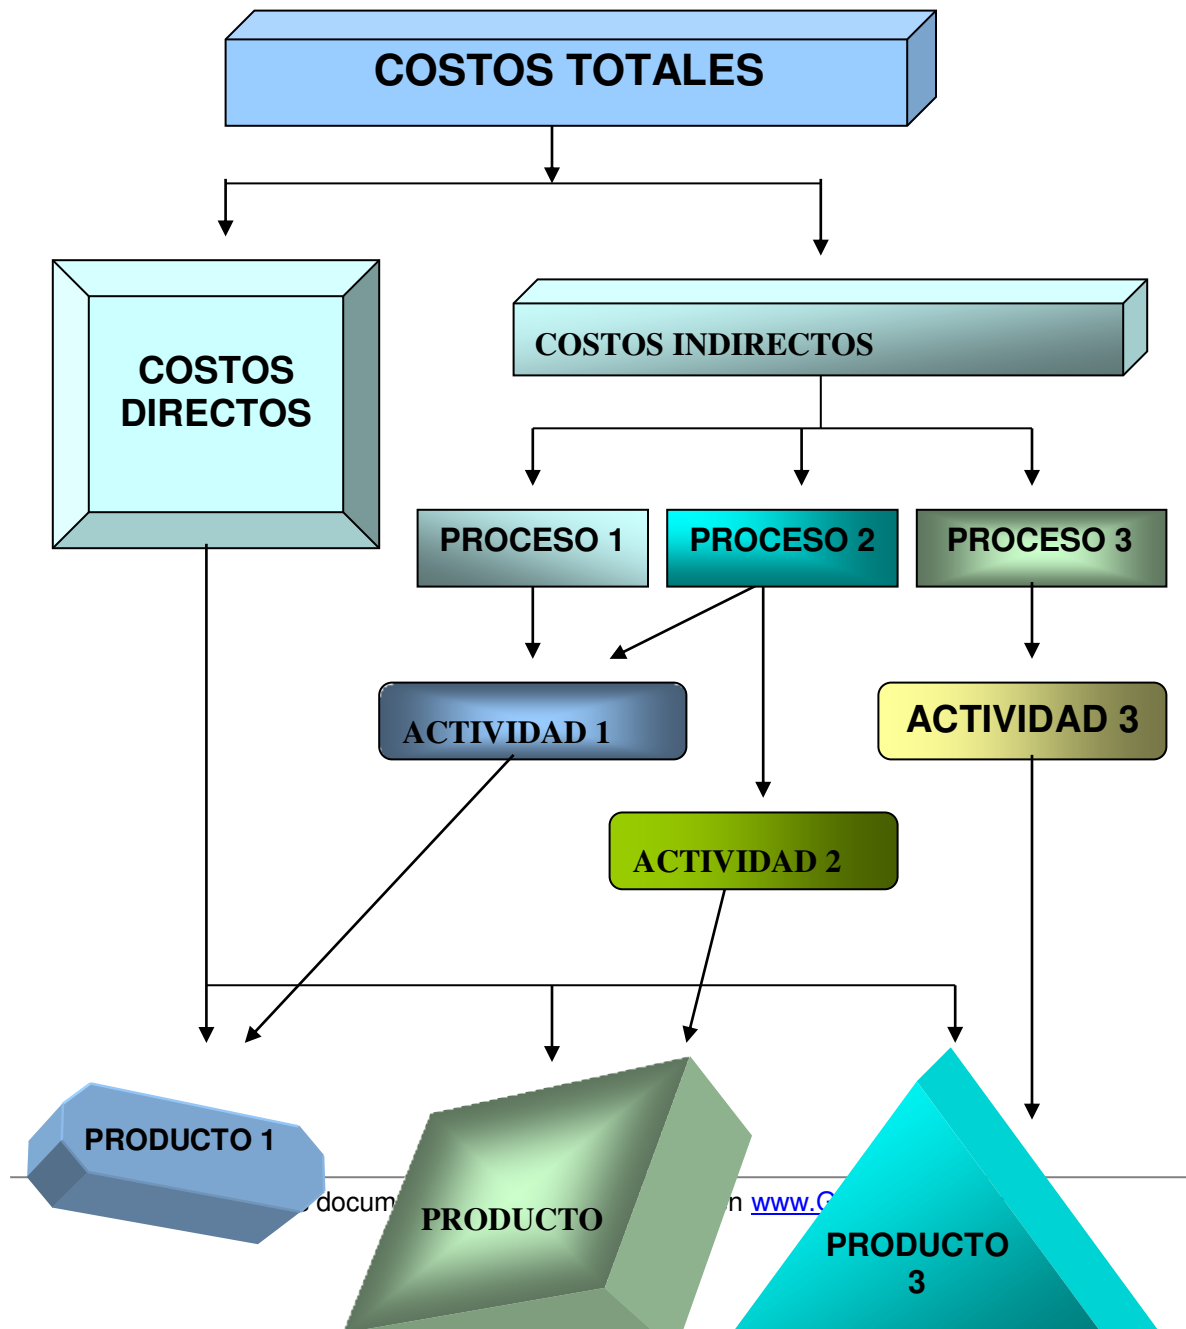 COSTOS TOTALES
COSTOS
DIRECTOS
COSTOS INDIRECTOS
PROCESO 1
PROCESO 2
PROCESO 3
ACTIVIDAD 1
ACTIVIDAD 3
ACTIVIDAD 2
PRODUCTO 1
PRODUCTO
PRODUCTO
3
www.G